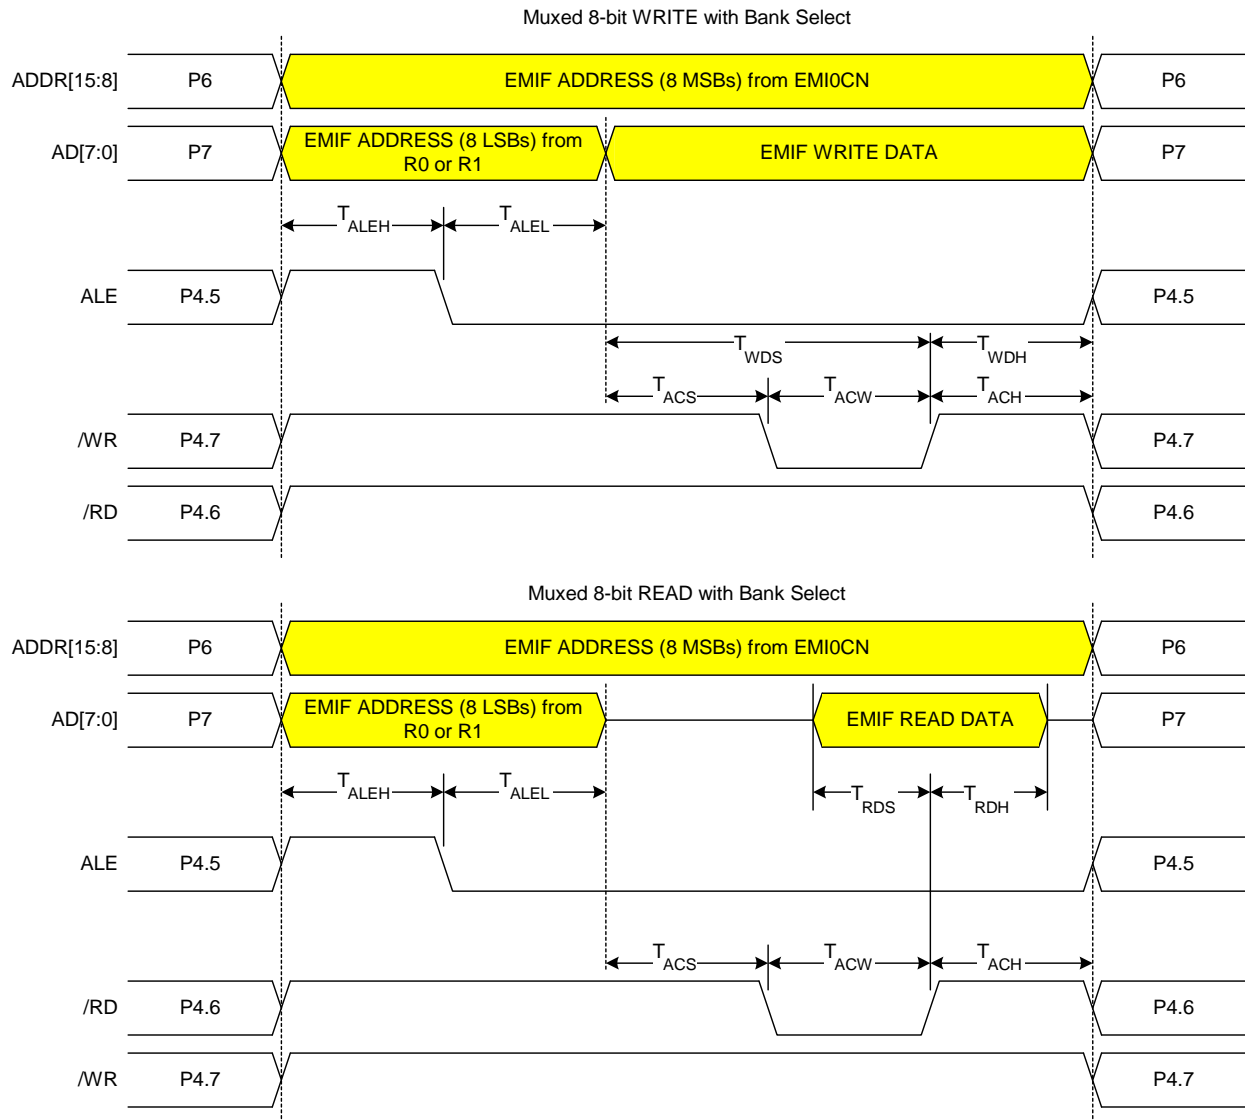 Muxed 8-bit WRITE with Bank Select
ADDR[15:8] P6 EMIF ADDRESS (8 MSBs) from EMI0CN P6
AD[7:0] P7 EMIF ADDRESS (8 LSBs) from
R0 or R1 EMIF WRITE DATA P7
TALEH TALEL
ALE P4.5 P4.5
TWDS TWDH
TACS TACW TACH
/WR P4.7 P4.7
/RD P4.6 P4.6
Muxed 8-bit READ with Bank Select
ADDR[15:8] P6 EMIF ADDRESS (8 MSBs) from EMI0CN P6
AD[7:0] P7 EMIF ADDRESS (8 LSBs) from
R0 or R1 EMIF READ DATA P7
TALEH TALEL TRDS TRDH
ALE P4.5 P4.5
TACS TACW TACH
/RD P4.6 P4.6
/WR P4.7 P4.7